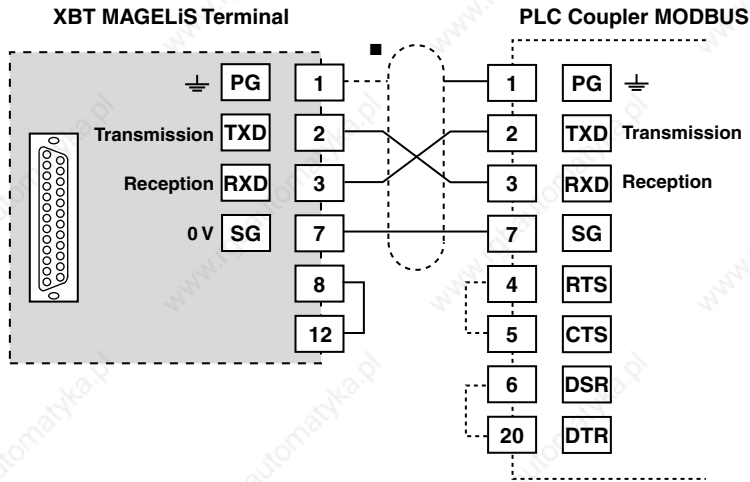 XBT MAGELiS Terminal
PLC Coupler MODBUS
PG 1 1 PG
Transmission TXD 2 2 TXD Transmission
Reception RXD 3 3 RXD Reception
0 V SG 7 7 SG
8 4 RTS
12 5 CTS
6 DSR
20 DTR